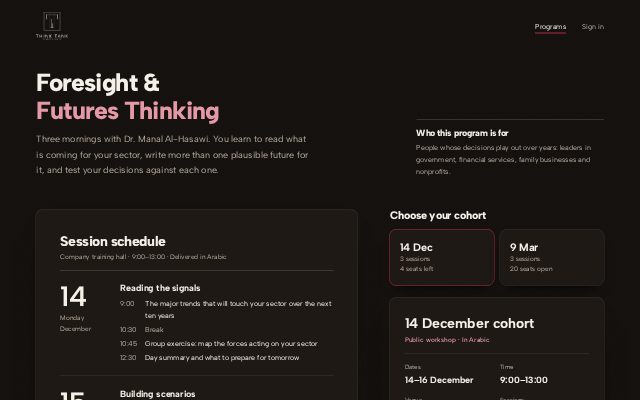 THINK TANK
Programs
Sign in
Foresight &
Futures Thinking
Three mornings with Dr. Manal Al-Hasawi. You learn to read what
is coming for your sector, write more than one plausible future for
it, and test your decisions against each one.
Who this program is for
People whose decisions play out over years: leaders in
government, financial services, family businesses and
nonprofits.
Session schedule
Company training hall · 9:00–13:00 · Delivered in Arabic
14
Monday
December
Reading the signals
9:00 The major trends that will touch your sector over the next
ten years
10:30 Break
10:45 Group exercise: map the forces acting on your sector
12:30 Day summary and what to prepare for tomorrow
15
Building scenarios
Choose your cohort
14 Dec
3 sessions
4 seats left
9 Mar
3 sessions
20 seats open
14 December cohort
Public workshop · in Arabic
Dates
14–16 December
Time
9:00–13:00